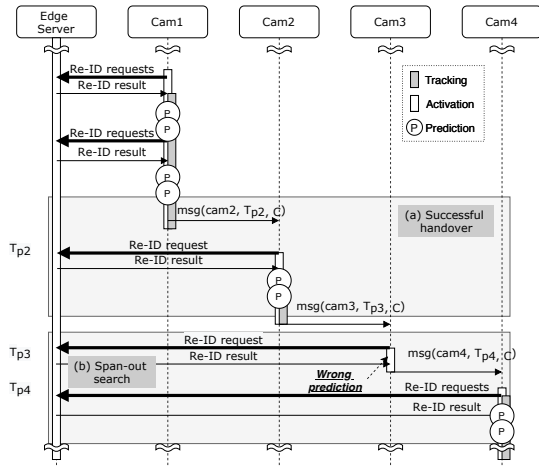 Edge
Server
Cam1
Cam2
Cam3
Cam4
Re-ID requests
Re-ID result
Tracking
Activation
P Prediction
P
P
Re-ID requests
Re-ID result
P
P
msg(cam2, Tp2, C)
(a) Successful
handover
Tp2
Re-ID request
Re-ID result
P
P
msg(cam3, Tp3, C)
Re-ID request
Tp3
Re-ID result
msg(cam4, Tp4, C)
(b) Span-out
search
Wrong
prediction
Tp4
Re-ID requests
Re-ID result
P
P